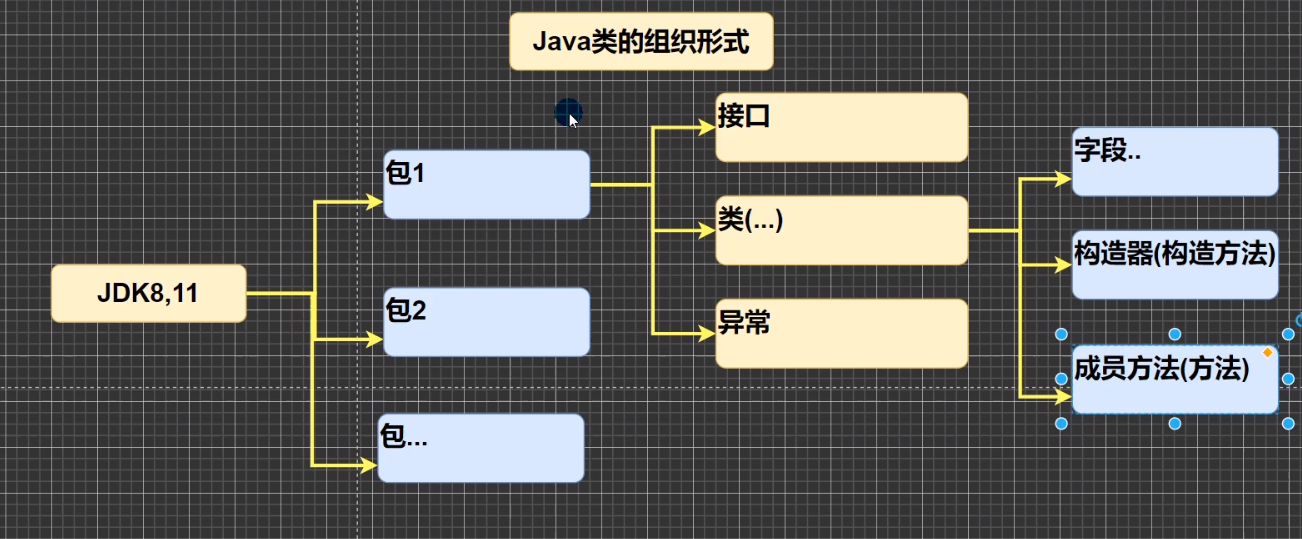 Java类的组织形式
JDK8,11
包1
包2
包...
接口
类(...)
异常
字段..
构造器(构造方法)
成员方法(方法)